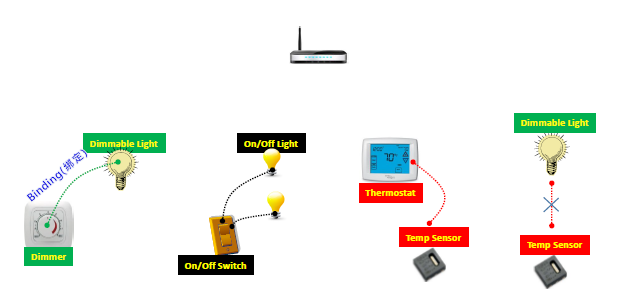 Dimmable Light
Binding(绑定)
Dimmer
On/Off Light
On/Off Switch
70°
Thermostat
Temp Sensor
Dimmable Light
Temp Sensor